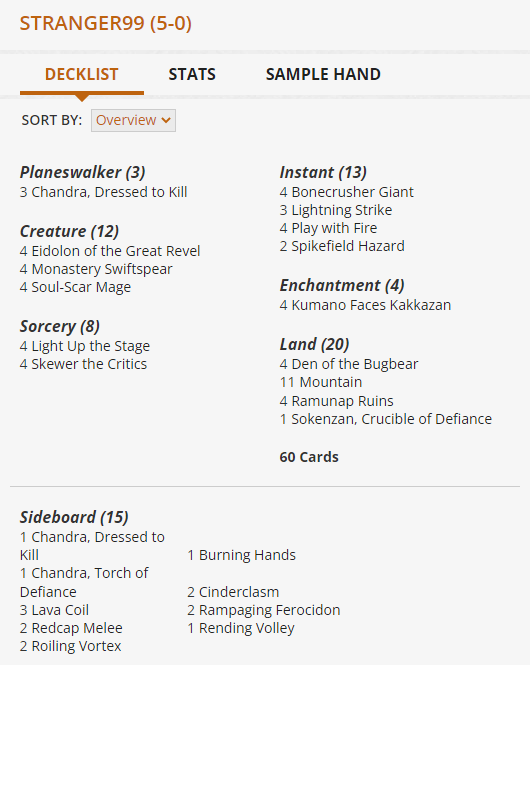 STRANGER99 (5-0)
DECKLIST
STATS
SAMPLE HAND
SORT BY: Overview
Planeswalker (3)
3 Chandra, Dressed to Kill
Creature (12)
4 Eidolon of the Great Revel
4 Monastery Swiftspear
4 Soul-Scar Mage
Sorcery (8)
4 Light Up the Stage
4 Skewer the Critics
Instant (13)
4 Bonecrusher Giant
3 Lightning Strike
4 Play with Fire
2 Spikefield Hazard
Enchantment (4)
4 Kumano Faces Kakkazan
Land (20)
4 Den of the Bugbear
11 Mountain
4 Ramunap Ruins
1 Sokenzan, Crucible of Defiance
60 Cards
Sideboard (15)
1 Chandra, Dressed to
Kill
1 Chandra, Torch of
Defiance
3 Lava Coil
2 Redcap Melee
2 Roiling Vortex
1 Burning Hands
2 Cinderclasm
2 Rampaging Ferocidon
1 Rending Volley